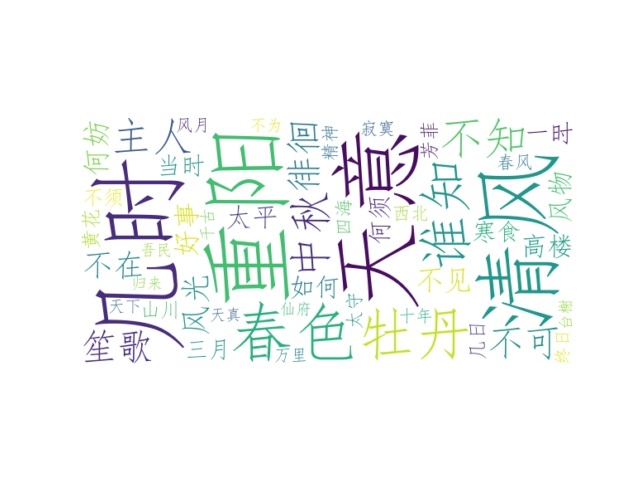 何妨
主人
风月
不为
寂寞
不知
一时
几时
当时
重阳
徘徊
精神
天意
芳菲
春风
清风
风物
不须
黄花
好事
千古
太平
中秋
四海
何须
西北
谁知
寒食
高楼
吾民
不在
归来
如何
不见
天下
山川
风光
天真
仙府
太守
十年
几日
不可
终日
台榭
笙歌
三月
春色
万里
牡丹